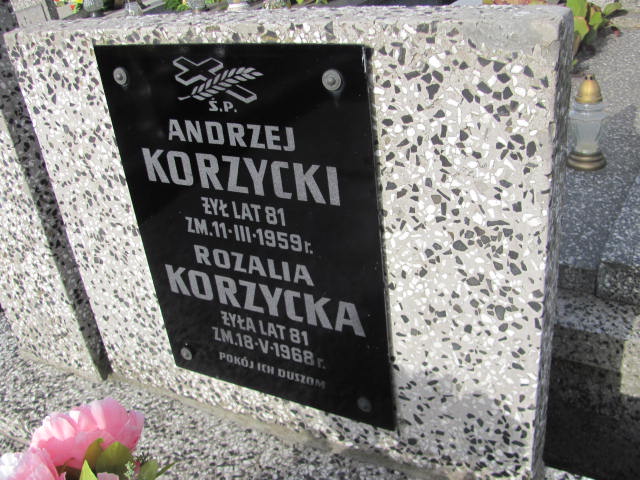 Ś.P.
ANDRZEJ
KORZYCKI
ŻYŁ LAT 81
ZM. 11·III·1959 r.
ROZALIA
KORZYCKA
ŻYŁA LAT 81
ZM. 18·V·1968 r.
POKÓJ ICH DUSZOM